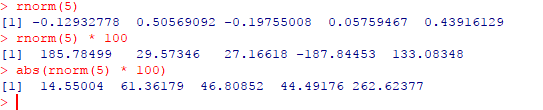 > rnorm(5)
[1] -0.12932778  0.50569092 -0.19755008  0.05759467  0.43916129
> rnorm(5) * 100
[1]  185.78499   29.57346   27.16618 -187.84453  133.08348
> abs(rnorm(5) * 100)
[1]  14.55004  61.36179  46.80852  44.49176 262.62377
>